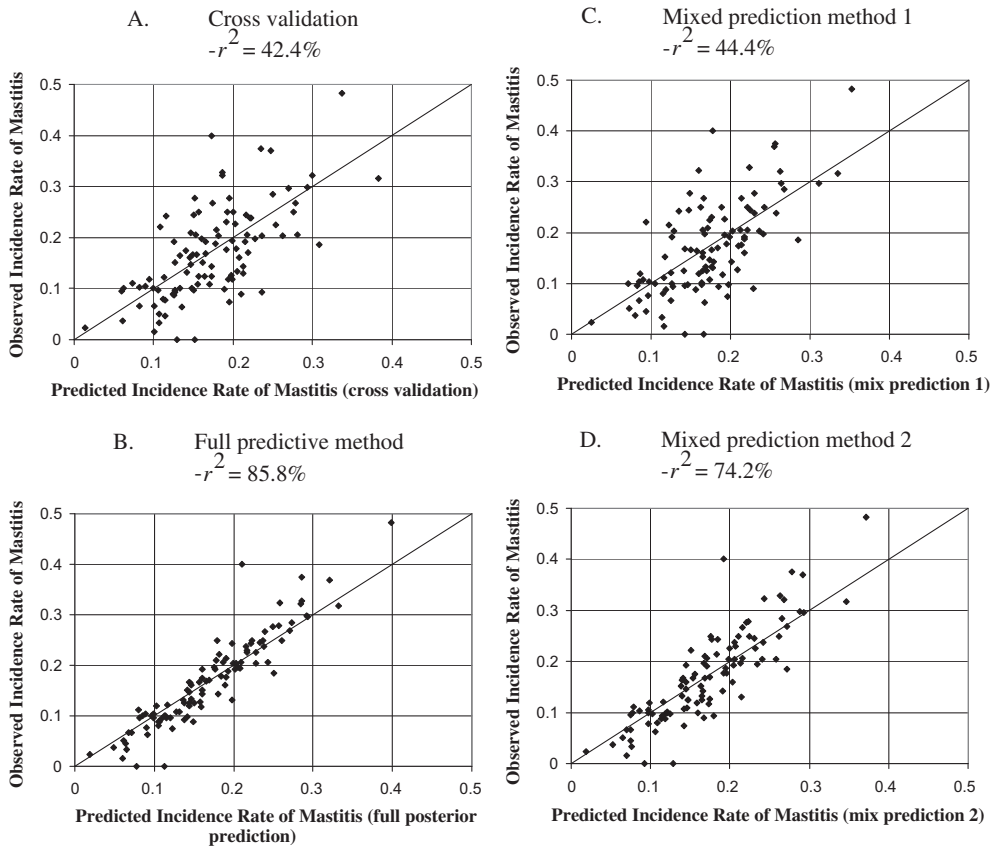 A. Cross validation
-r2 = 42.4%
Observed Incidence Rate of Mastitis
0.5
0.4
0.3
0.2
0.1
0
0 0.1 0.2 0.3 0.4 0.5
Predicted Incidence Rate of Mastitis (cross validation)
C. Mixed prediction method 1
-r2 = 44.4%
Observed Incidence Rate of Mastitis
0.5
0.4
0.3
0.2
0.1
0
0 0.1 0.2 0.3 0.4 0.5
Predicted Incidence Rate of Mastitis (mix prediction 1)
B. Full predictive method
-r2 = 85.8%
Observed Incidence Rate of Mastitis
0.5
0.4
0.3
0.2
0.1
0
0 0.1 0.2 0.3 0.4 0.5
Predicted Incidence Rate of Mastitis (full posterior
prediction)
D. Mixed prediction method 2
-r2 = 74.2%
Observed Incidence Rate of Mastitis
0.5
0.4
0.3
0.2
0.1
0
0 0.1 0.2 0.3 0.4 0.5
Predicted Incidence Rate of Mastitis (mix prediction 2)